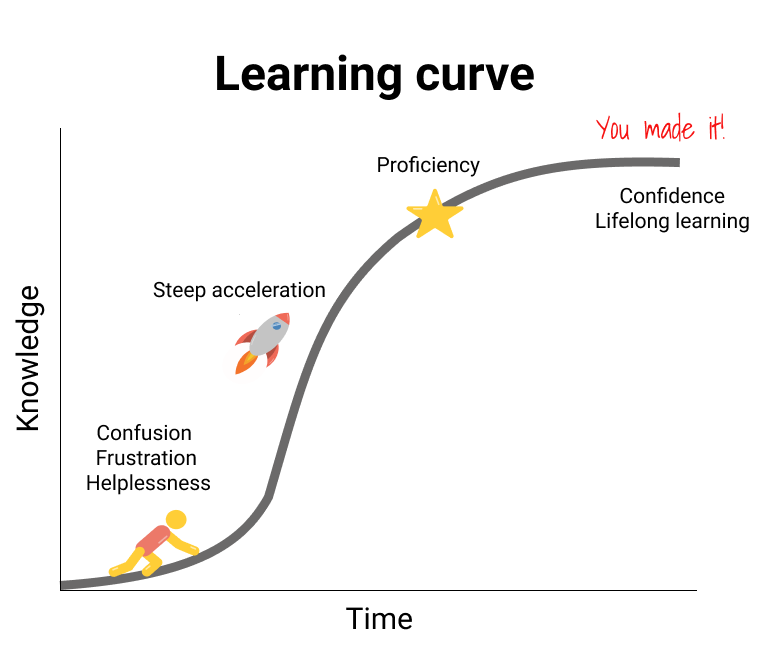 Learning curve
You made it!
Proficiency
Confidence
Lifelong learning
Steep acceleration
Knowledge
Confusion
Frustration
Helplessness
Time